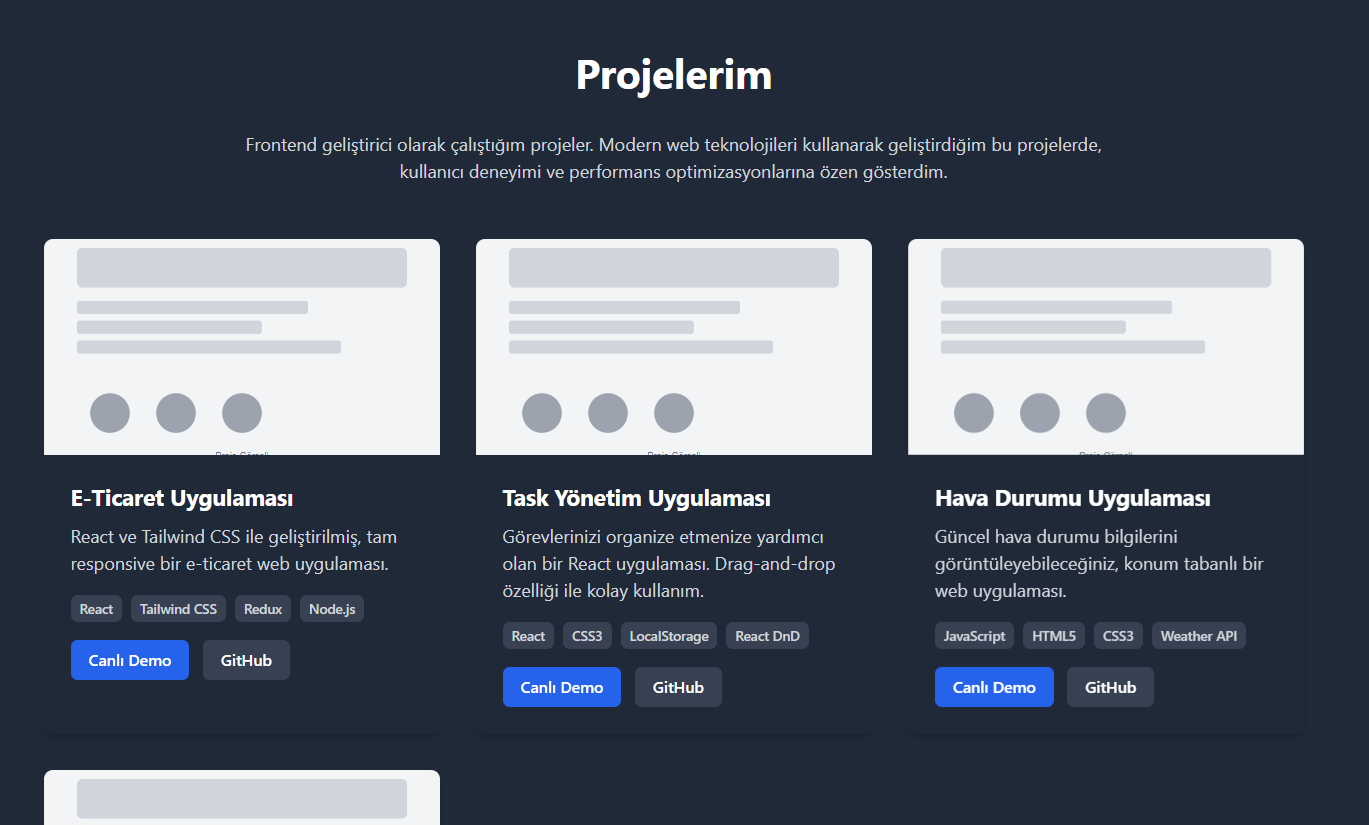 Projelerim
Frontend geliştirici olarak çalıştığım projeler. Modern web teknolojileri kullanarak geliştirdiğim bu projelerde,
kullanıcı deneyimi ve performans optimizasyonlarına özen gösterdim.
E-Ticaret Uygulaması
React ve Tailwind CSS ile geliştirilmiş, tam
responsive bir e-ticaret web uygulaması.
React Tailwind CSS Redux Node.js
Canlı Demo GitHub
Task Yönetim Uygulaması
Görevlerinizi organize etmenize yardımcı
olan bir React uygulaması. Drag-and-drop
özelliği ile kolay kullanım.
React CSS3 LocalStorage React DnD
Canlı Demo GitHub
Hava Durumu Uygulaması
Güncel hava durumu bilgilerini
görüntüleyebileceğiniz, konum tabanlı bir
web uygulaması.
JavaScript HTML5 CSS3 Weather API
Canlı Demo GitHub